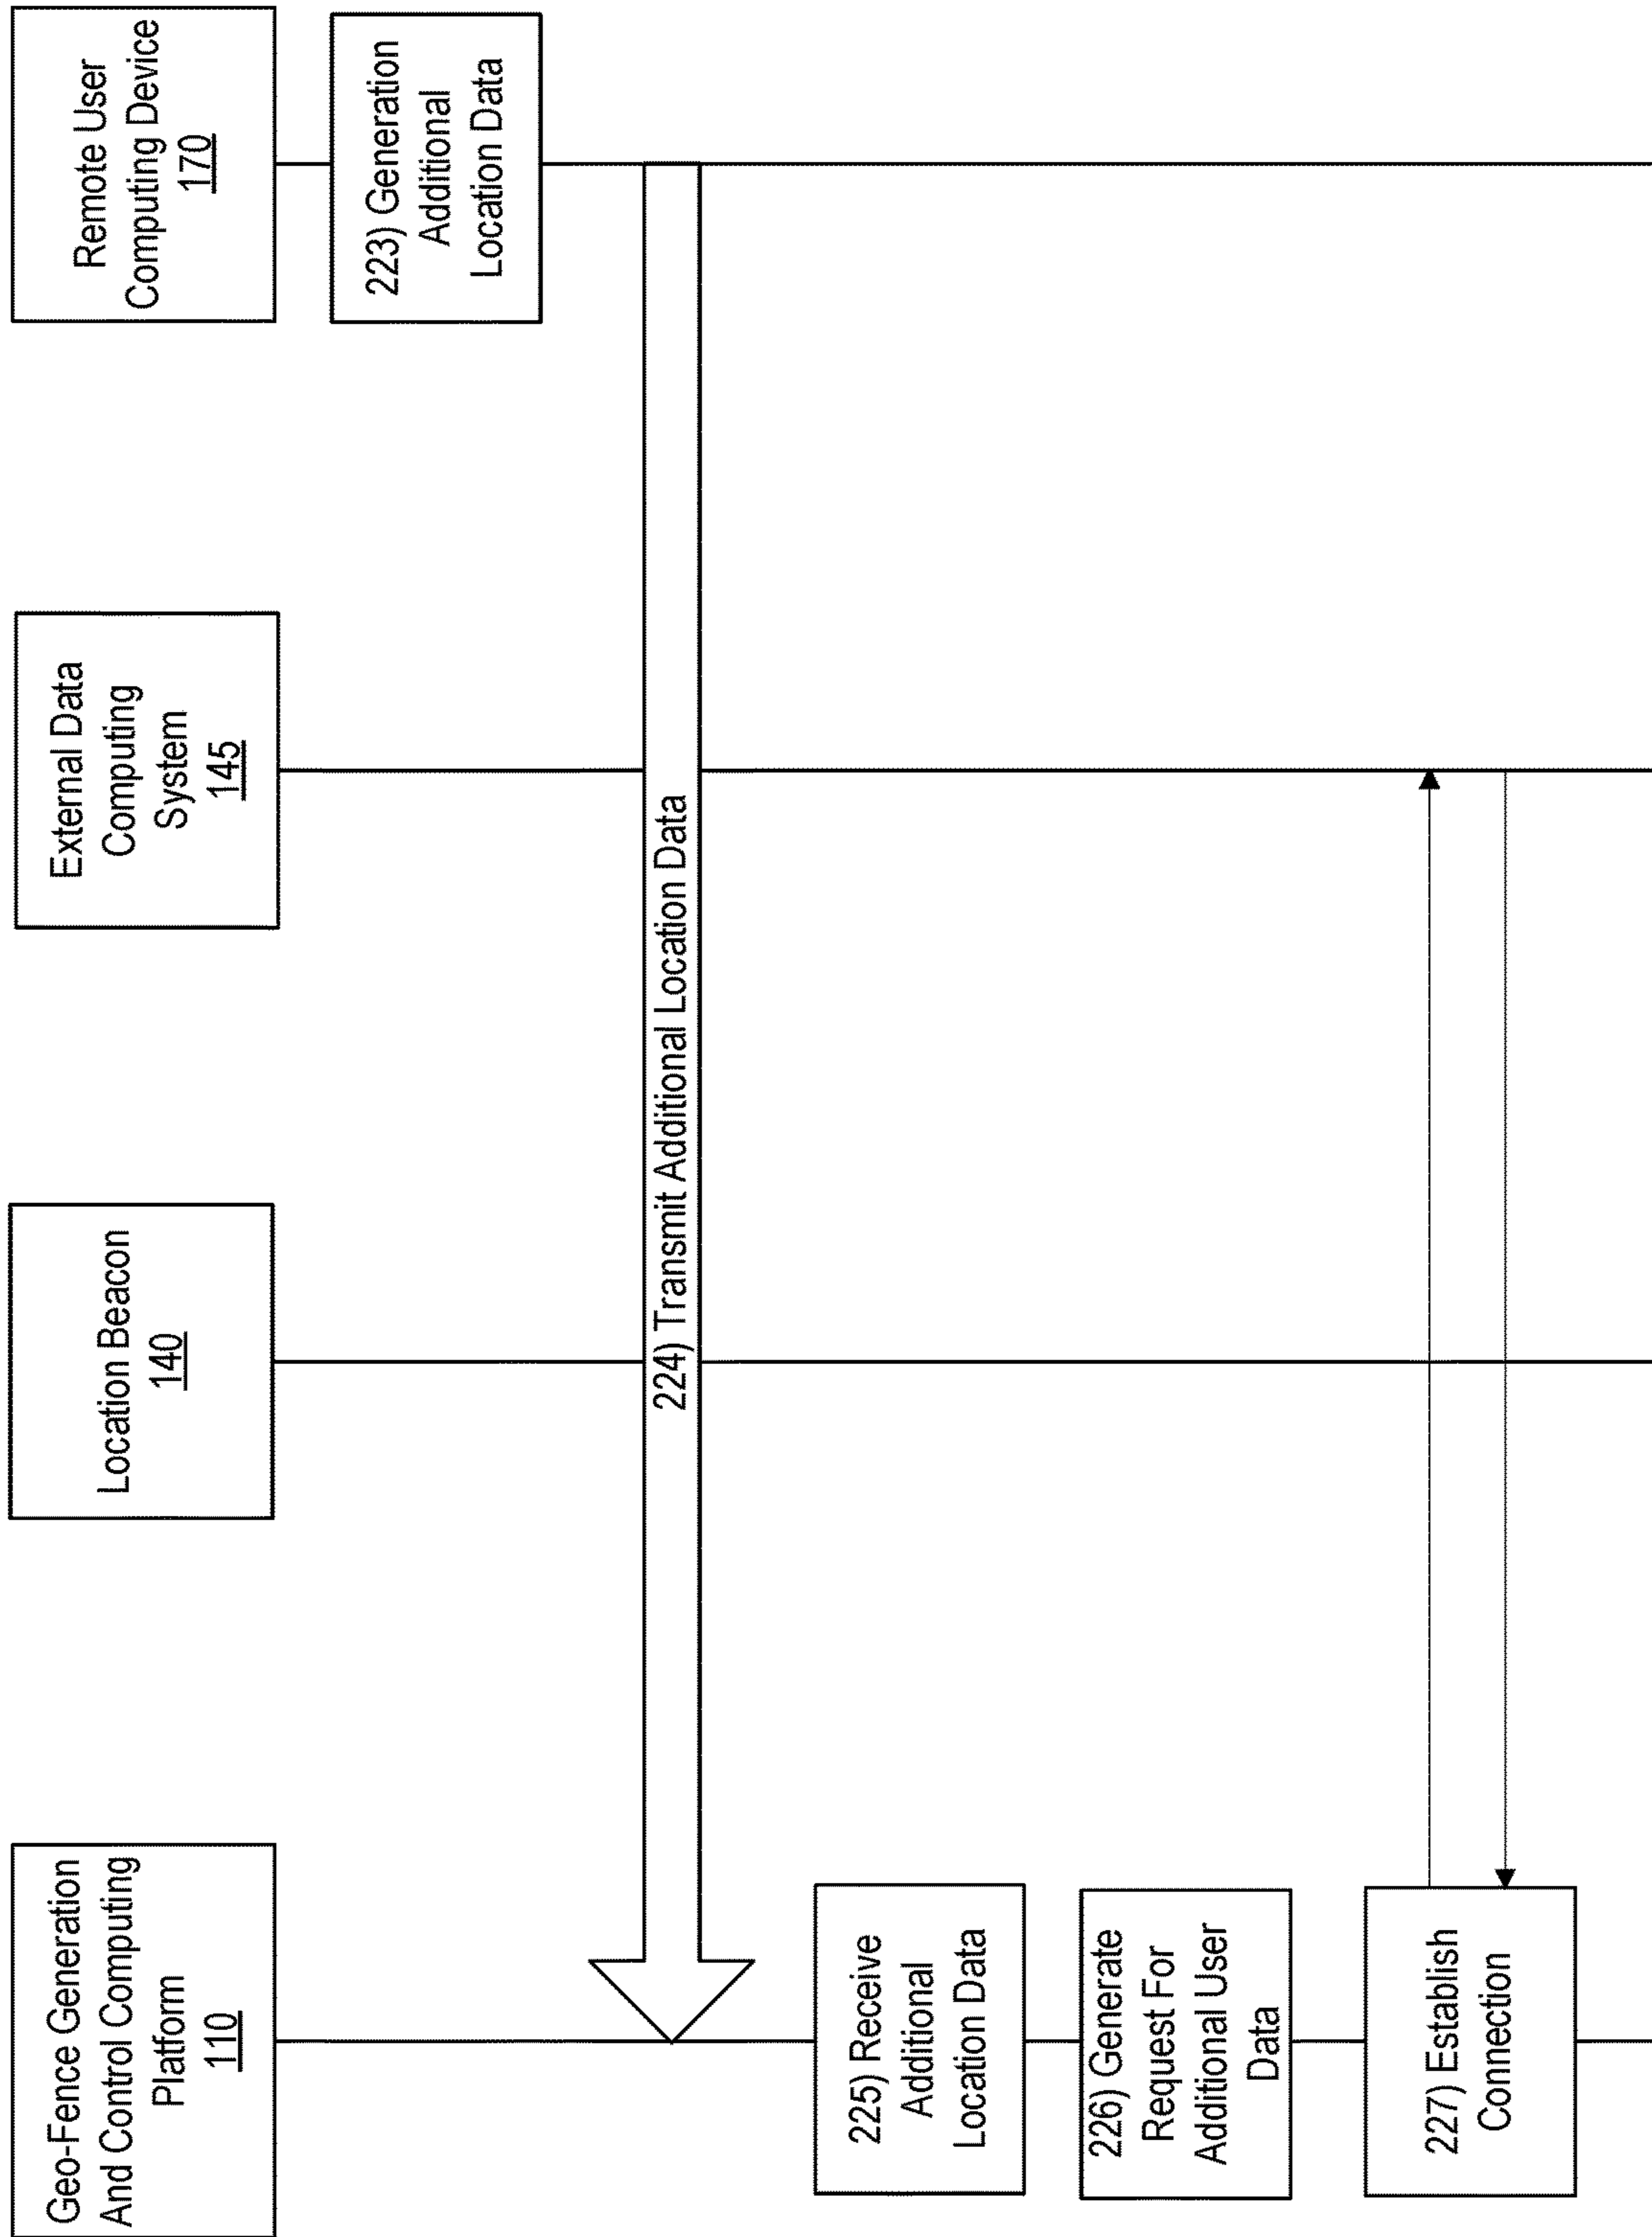 Geo-Fence Generation
And Control Computing
Platform
110
Location Beacon
140
External Data
Computing
System
145
Remote User
Computing Device
170
223) Generation
Additional
Location Data
224) Transmit Additional Location Data
225) Receive
Additional
Location Data
226) Generate
Request For
Additional User
Data
227) Establish
Connection